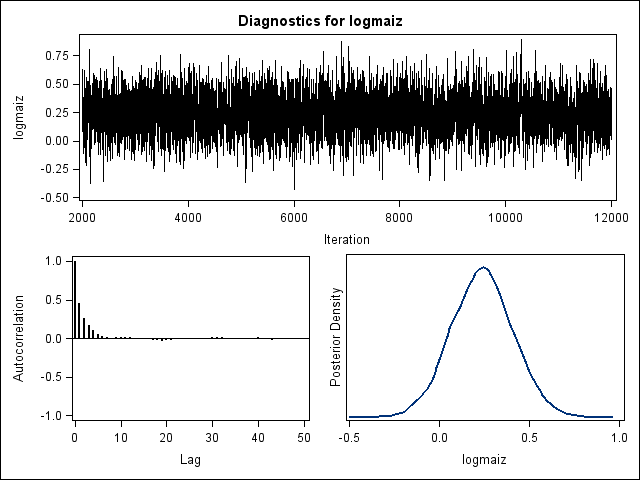 Diagnostics for logmaiz
logmaiz
0.75
0.50
0.25
0.00
-0.25
-0.50
2000 4000 6000 8000 10000 12000
Iteration
Autocorrelation
1.0
0.5
0.0
-0.5
-1.0
0 10 20 30 40 50
Lag
Posterior Density
-0.5 0.0 0.5 1.0
logmaiz